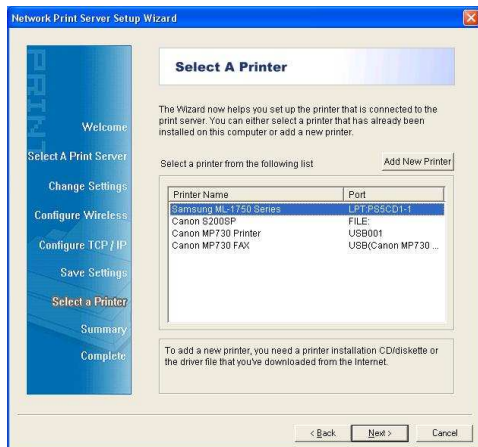 Network Print Server Setup Wizard
PRINT
Welcome
Select A Print Server
Change Settings
Configure Wireless
Configure TCP / IP
Save Settings
Select a Printer
Summary
Complete
Select A Printer
The Wizard now helps you set up the printer that is connected to the
print server. You can either select a printer that has already been
installed on this computer or add a new printer.
Select a printer from the following list
Add New Printer
Printer Name Port
Samsung ML-1750 Series LPT:PS5CD1-1
Canon S200SP FILE:
Canon MP730 Printer USB001
Canon MP730 FAX USB(Canon MP730 ...
To add a new printer, you need a printer installation CD/diskette or
the driver file that you've downloaded from the Internet.
< Back Next > Cancel